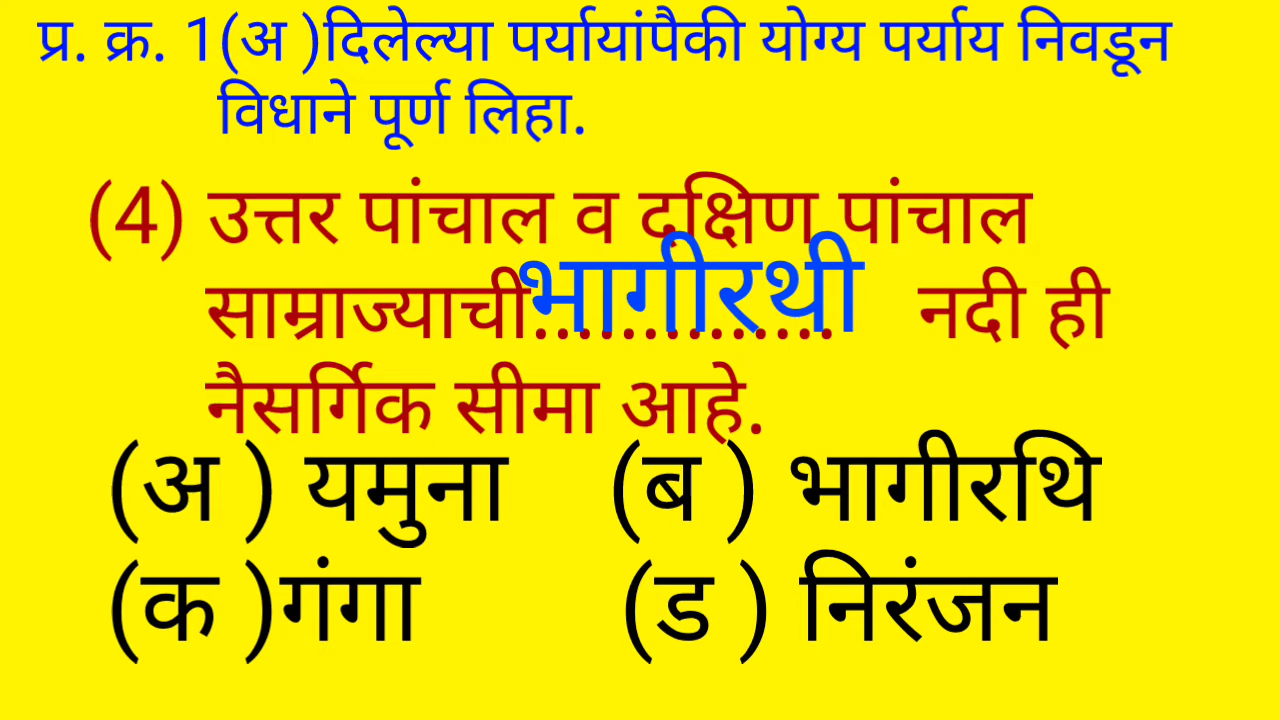 प्र. क्र. 1(अ )दिलेल्या पर्यायांपैकी योग्य पर्याय निवडून
विधाने पूर्ण लिहा.
(4) उत्तर पांचाल व दक्षिण पांचाल
साम्राज्याची..............भागीरथी नदी ही
नैसर्गिक सीमा आहे.
(अ ) यमुना (ब ) भागीरथि
(क )गंगा (ड ) निरंजन